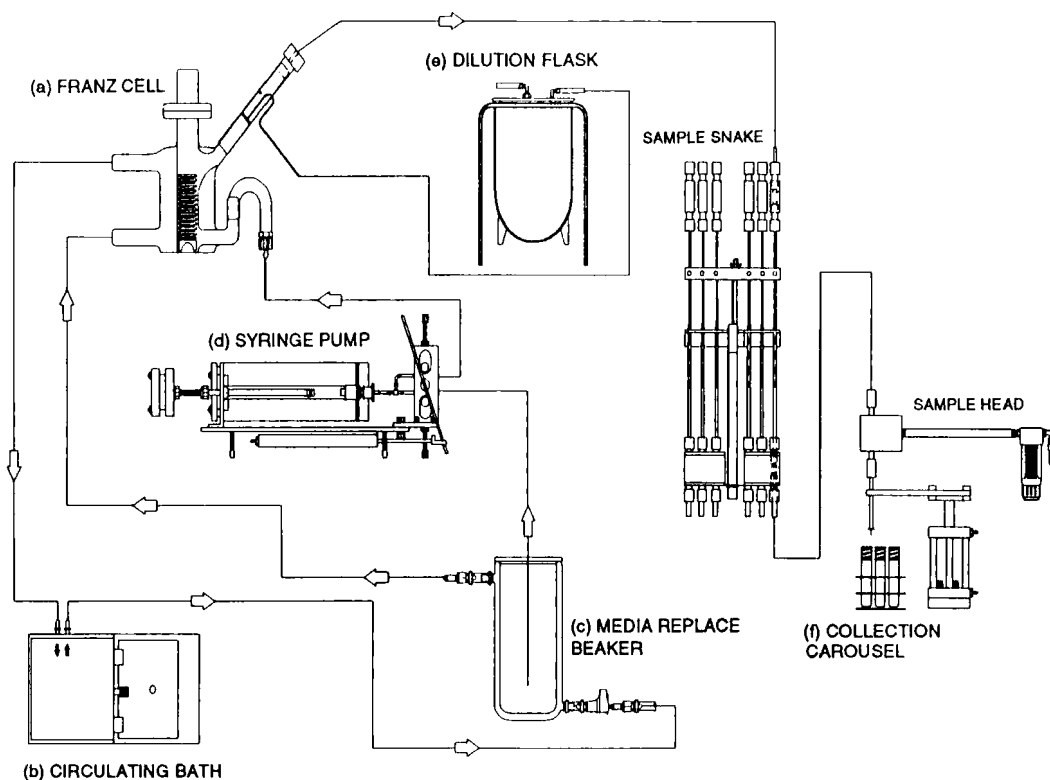 (a) FRANZ CELL
(e) DILUTION FLASK
SAMPLE SNAKE
(d) SYRINGE PUMP
SAMPLE HEAD
(c) MEDIA REPLACE
BEAKER
(f) COLLECTION
CAROUSEL
(b) CIRCULATING BATH